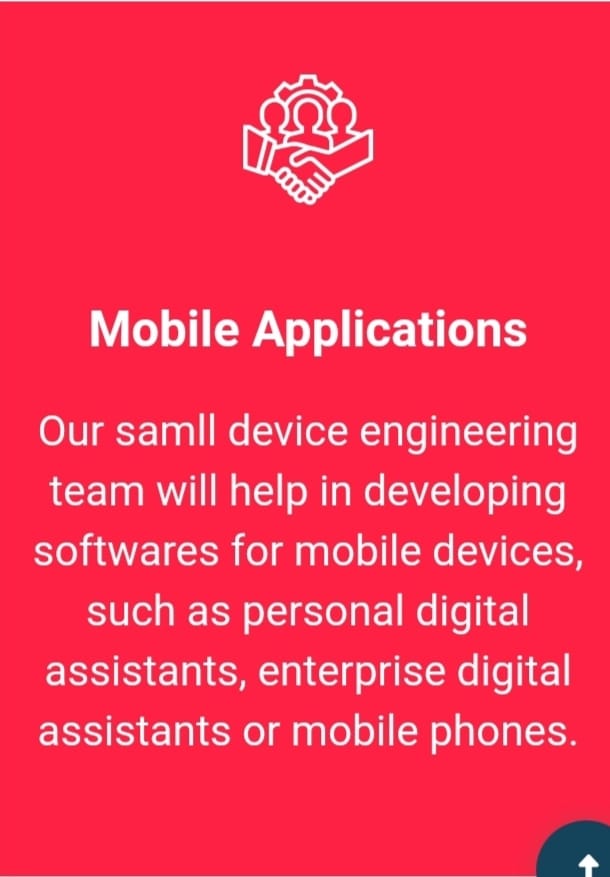 Mobile Applications
Our samll device engineering
team will help in developing
softwares for mobile devices,
such as personal digital
assistants, enterprise digital
assistants or mobile phones.